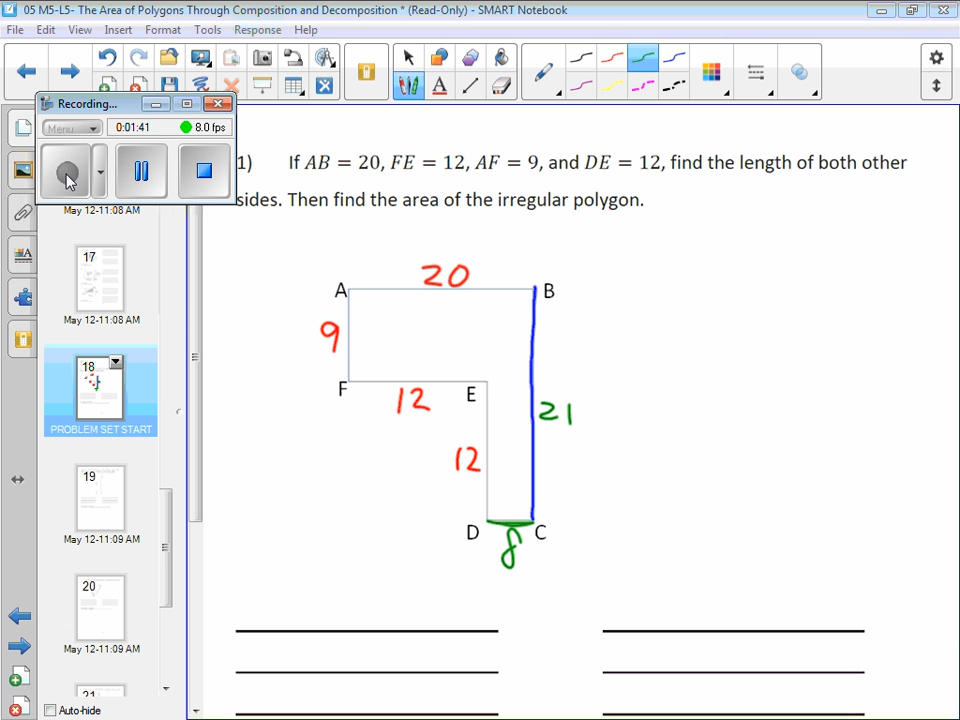 05 M5-L5- The Area of Polygons Through Composition and Decomposition * (Read-Only) - SMART Notebook
File Edit View Insert Format Tools Response Help
Recording...
Menu 0:01:41 8.0 fps
May 12-11:08 AM
17
May 12-11:08 AM
18
PROBLEM SET START
19
May 12-11:09 AM
20
May 12-11:09 AM
21
Auto-hide
1) If AB = 20, FE = 12, AF = 9, and DE = 12, find the length of both other
sides. Then find the area of the irregular polygon.
20
A B
9
F E
12
21
12
D C
8